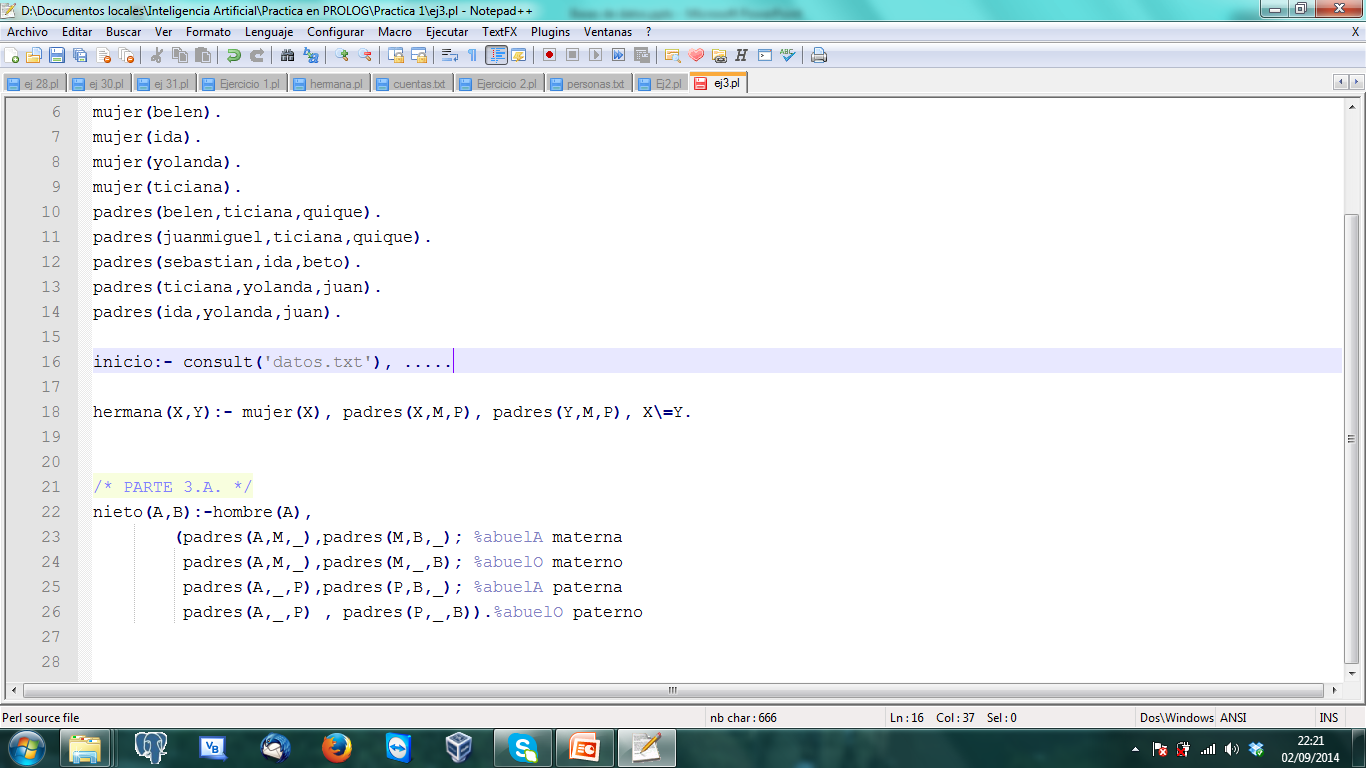 D:\Documentos locales\Inteligencia Artificial\Practica en PROLOG\Practica 1\ej3.pl - Notepad++
Archivo Editar Buscar Ver Formato Lenguaje Configurar Macro Ejecutar TextFX Plugins Ventanas ? X
ej 28.pl ej 30.pl ej 31.pl Ejercicio 1.pl hermana.pl cuentas.txt Ejercicio 2.pl personas.txt Ej2.pl ej3.pl
6 mujer(belen).
7 mujer(ida).
8 mujer(yolanda).
9 mujer(ticiana).
10 padres(belen,ticiana,quique).
11 padres(juanmiguel,ticiana,quique).
12 padres(sebastian,ida,beto).
13 padres(ticiana,yolanda,juan).
14 padres(ida,yolanda,juan).
15
16 inicio:- consult('datos.txt'), .....
17
18 hermana(X,Y):- mujer(X), padres(X,M,P), padres(Y,M,P), X\=Y.
19
20
21 /* PARTE 3.A. */
22 nieto(A,B):-hombre(A),
23 (padres(A,M,_),padres(M,B,_); %abuelA materna
24 padres(A,M,_),padres(M,_,B); %abuelO materno
25 padres(A,_,P),padres(P,B,_); %abuelA paterna
26 padres(A,_,P) , padres(P,_,B)).%abuelO paterno
27
28
Perl source file nb char : 666 Ln : 16 Col : 37 Sel : 0 Dos\Windows ANSI INS
22:21
02/09/2014